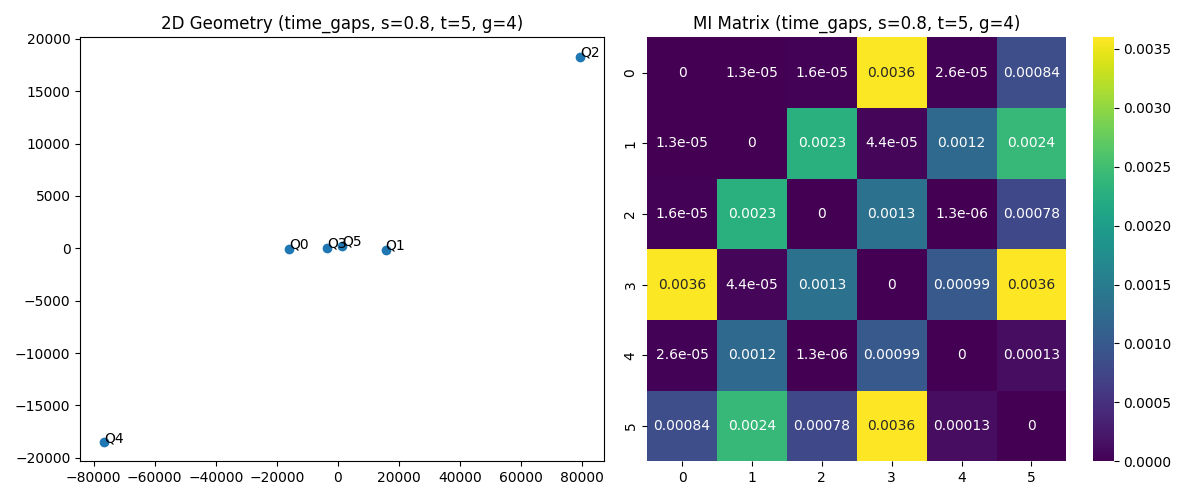 2D Geometry (time_gaps, s=0.8, t=5, g=4)
20000
15000
10000
5000
0
−5000
−10000
−15000
−20000
−80000 −60000 −40000 −20000 0 20000 40000 60000 80000
Q2
Q0
Q3
Q5
Q1
Q4
MI Matrix (time_gaps, s=0.8, t=5, g=4)
0 0 1.3e-05 1.6e-05 0.0036 2.6e-05 0.00084
1 1.3e-05 0 0.0023 4.4e-05 0.0012 0.0024
2 1.6e-05 0.0023 0 0.0013 1.3e-06 0.00078
3 0.0036 4.4e-05 0.0013 0 0.00099 0.0036
4 2.6e-05 0.0012 1.3e-06 0.00099 0 0.00013
5 0.00084 0.0024 0.00078 0.0036 0.00013 0
0 1 2 3 4 5
0.0035
0.0030
0.0025
0.0020
0.0015
0.0010
0.0005
0.0000